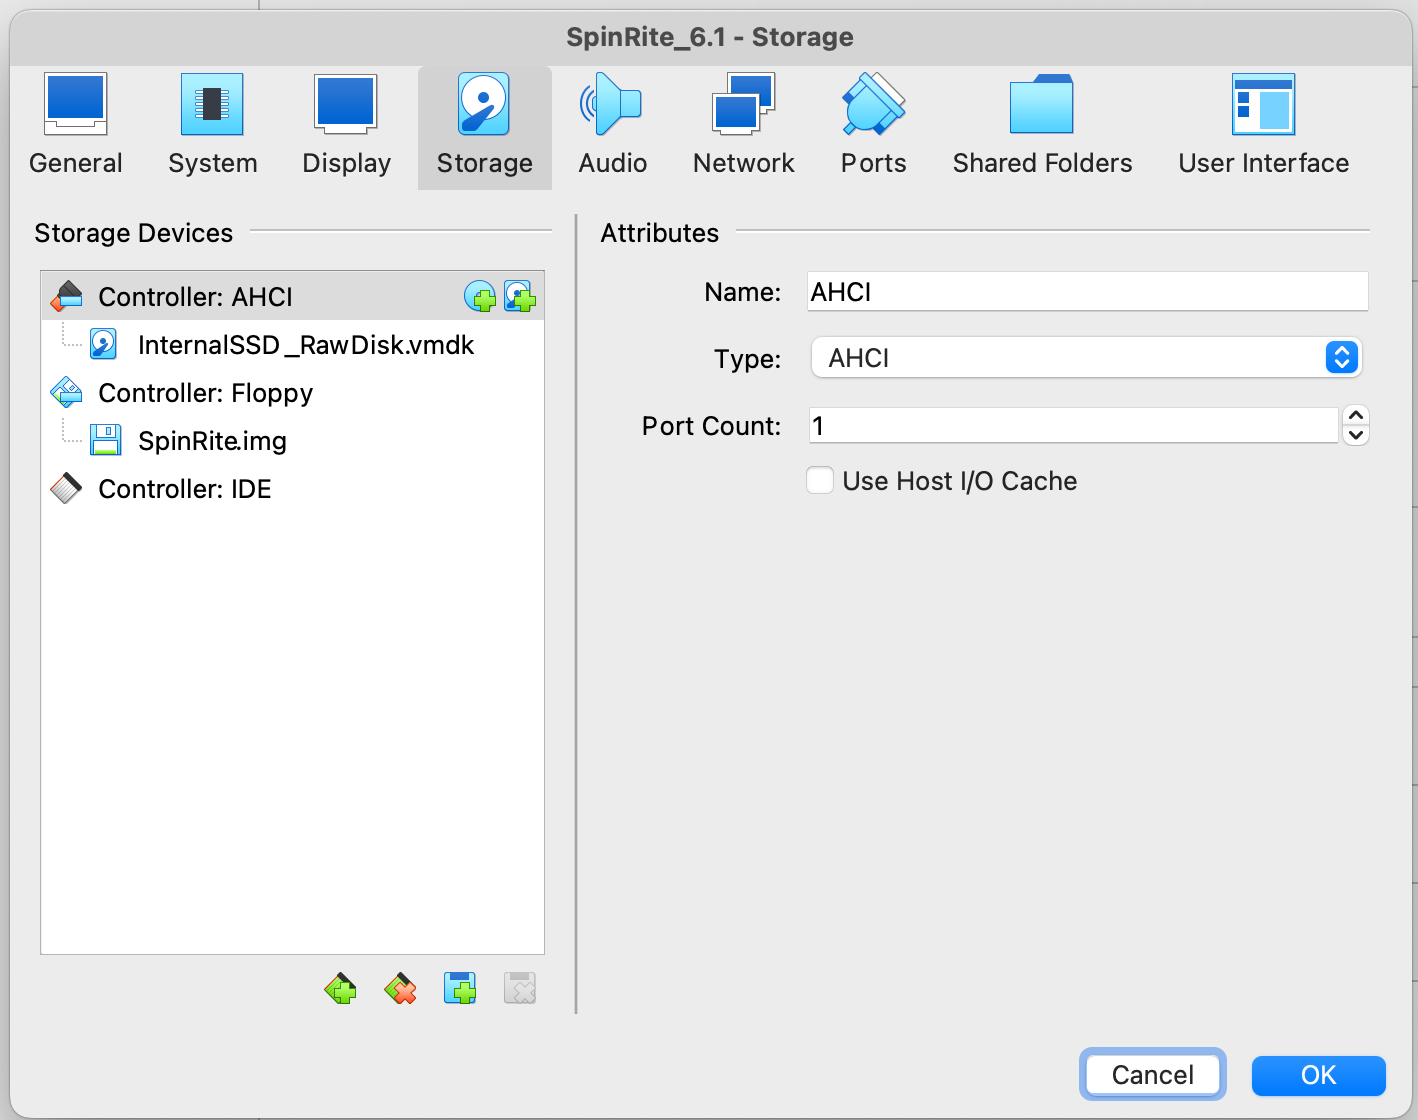 SpinRite_6.1 - Storage
General System Display Storage Audio Network Ports Shared Folders User Interface
Storage Devices
Controller: AHCI
InternalSSD_RawDisk.vmdk
Controller: Floppy
SpinRite.img
Controller: IDE
Attributes
Name: AHCI
Type: AHCI
Port Count: 1
Use Host I/O Cache
Cancel OK